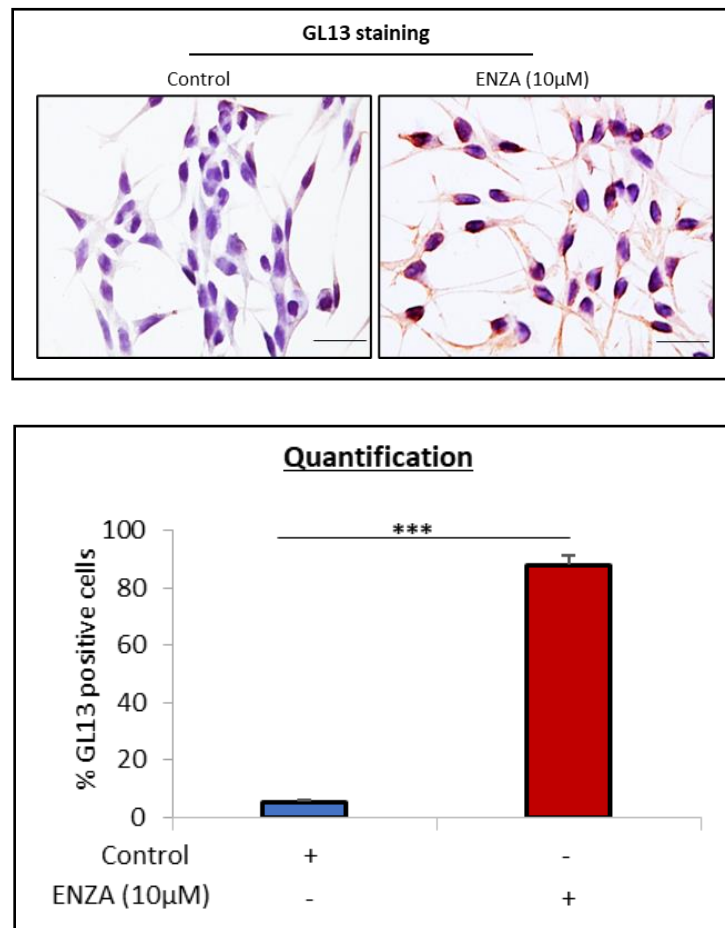 GL13 staining
Control ENZA (10µM)
Quantification
***
% GL13 positive cells
100
80
60
40
20
0
Control + -
ENZA (10µM) - +